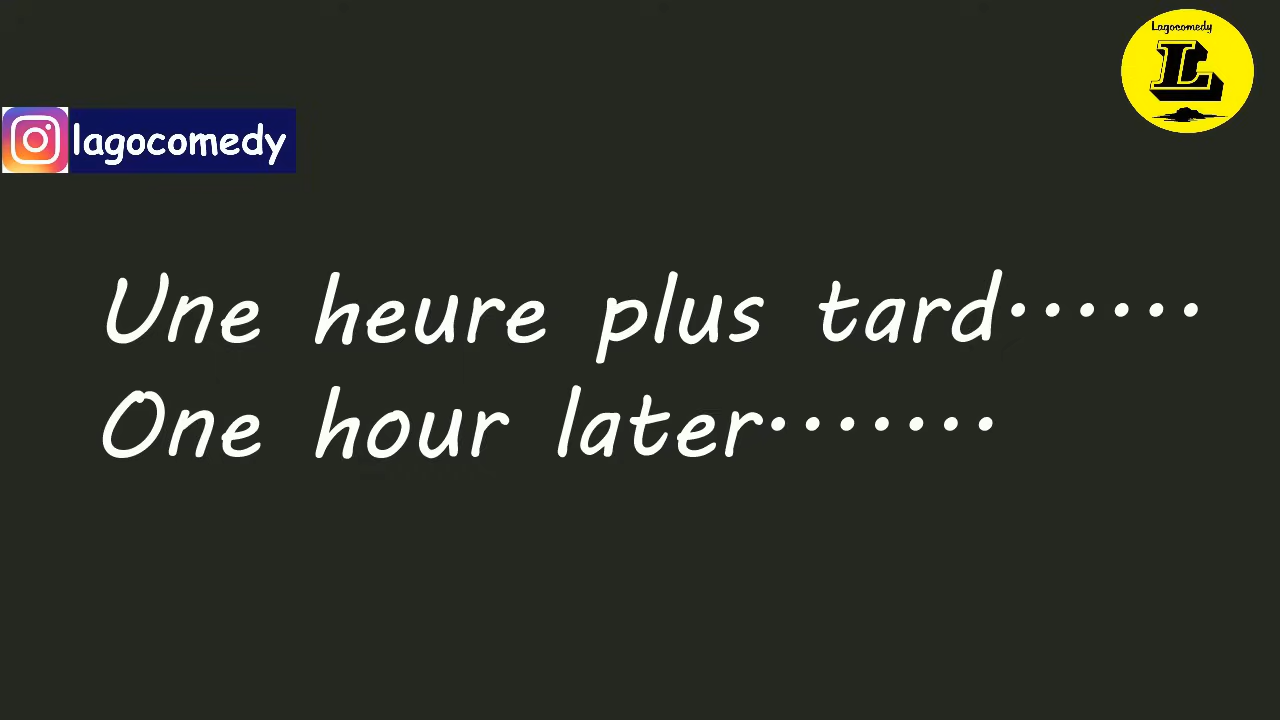 Lagocomedy
L
lagocomedy
Une heure plus tard......
One hour later.......